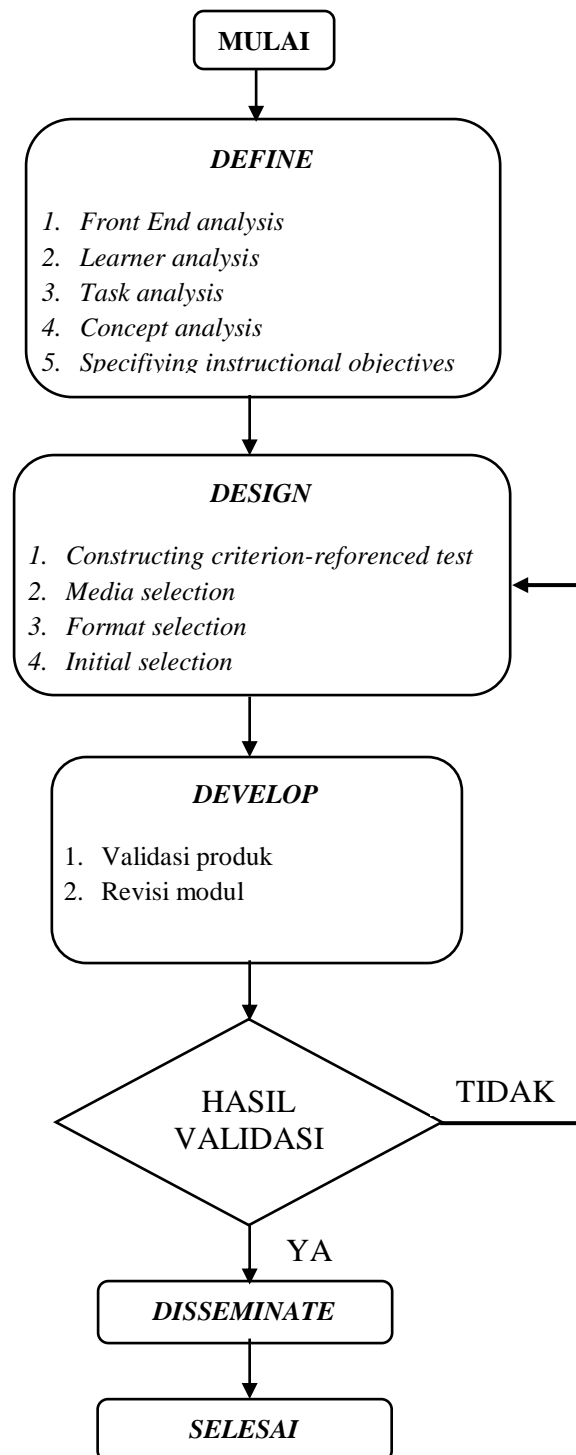 MULAI
DEFINE
1. Front End analysis
2. Learner analysis
3. Task analysis
4. Concept analysis
5. Specifiying instructional objectives
DESIGN
1. Constructing criterion-reforenced test
2. Media selection
3. Format selection
4. Initial selection
DEVELOP
1. Validasi produk
2. Revisi modul
HASIL
VALIDASI
TIDAK
YA
DISSEMINATE
SELESAI